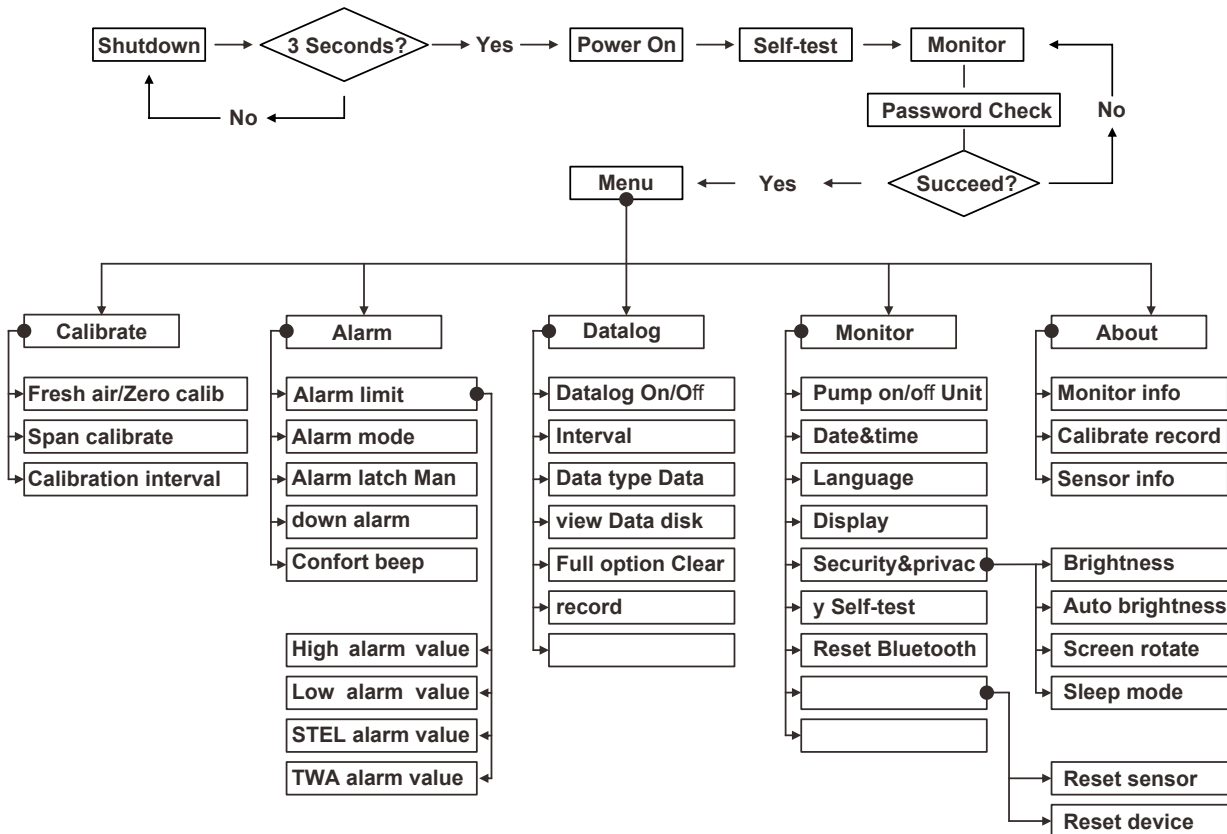 Shutdown
3 Seconds?
Yes
Power On
Self-test
Monitor
No
Password Check
No
Menu
Yes
Succeed?
Calibrate
Fresh air/Zero calib
Span calibrate
Calibration interval
Alarm
Alarm limit
Alarm mode
Alarm latch Man
down alarm
Confort beep
High alarm value
Low alarm value
STEL alarm value
TWA alarm value
Datalog
Datalog On/Off
Interval
Data type Data
view Data disk
Full option Clear
record
Monitor
Pump on/off Unit
Date&time
Language
Display
Security&privac
y Self-test
Reset Bluetooth
About
Monitor info
Calibrate record
Sensor info
Brightness
Auto brightness
Screen rotate
Sleep mode
Reset sensor
Reset device